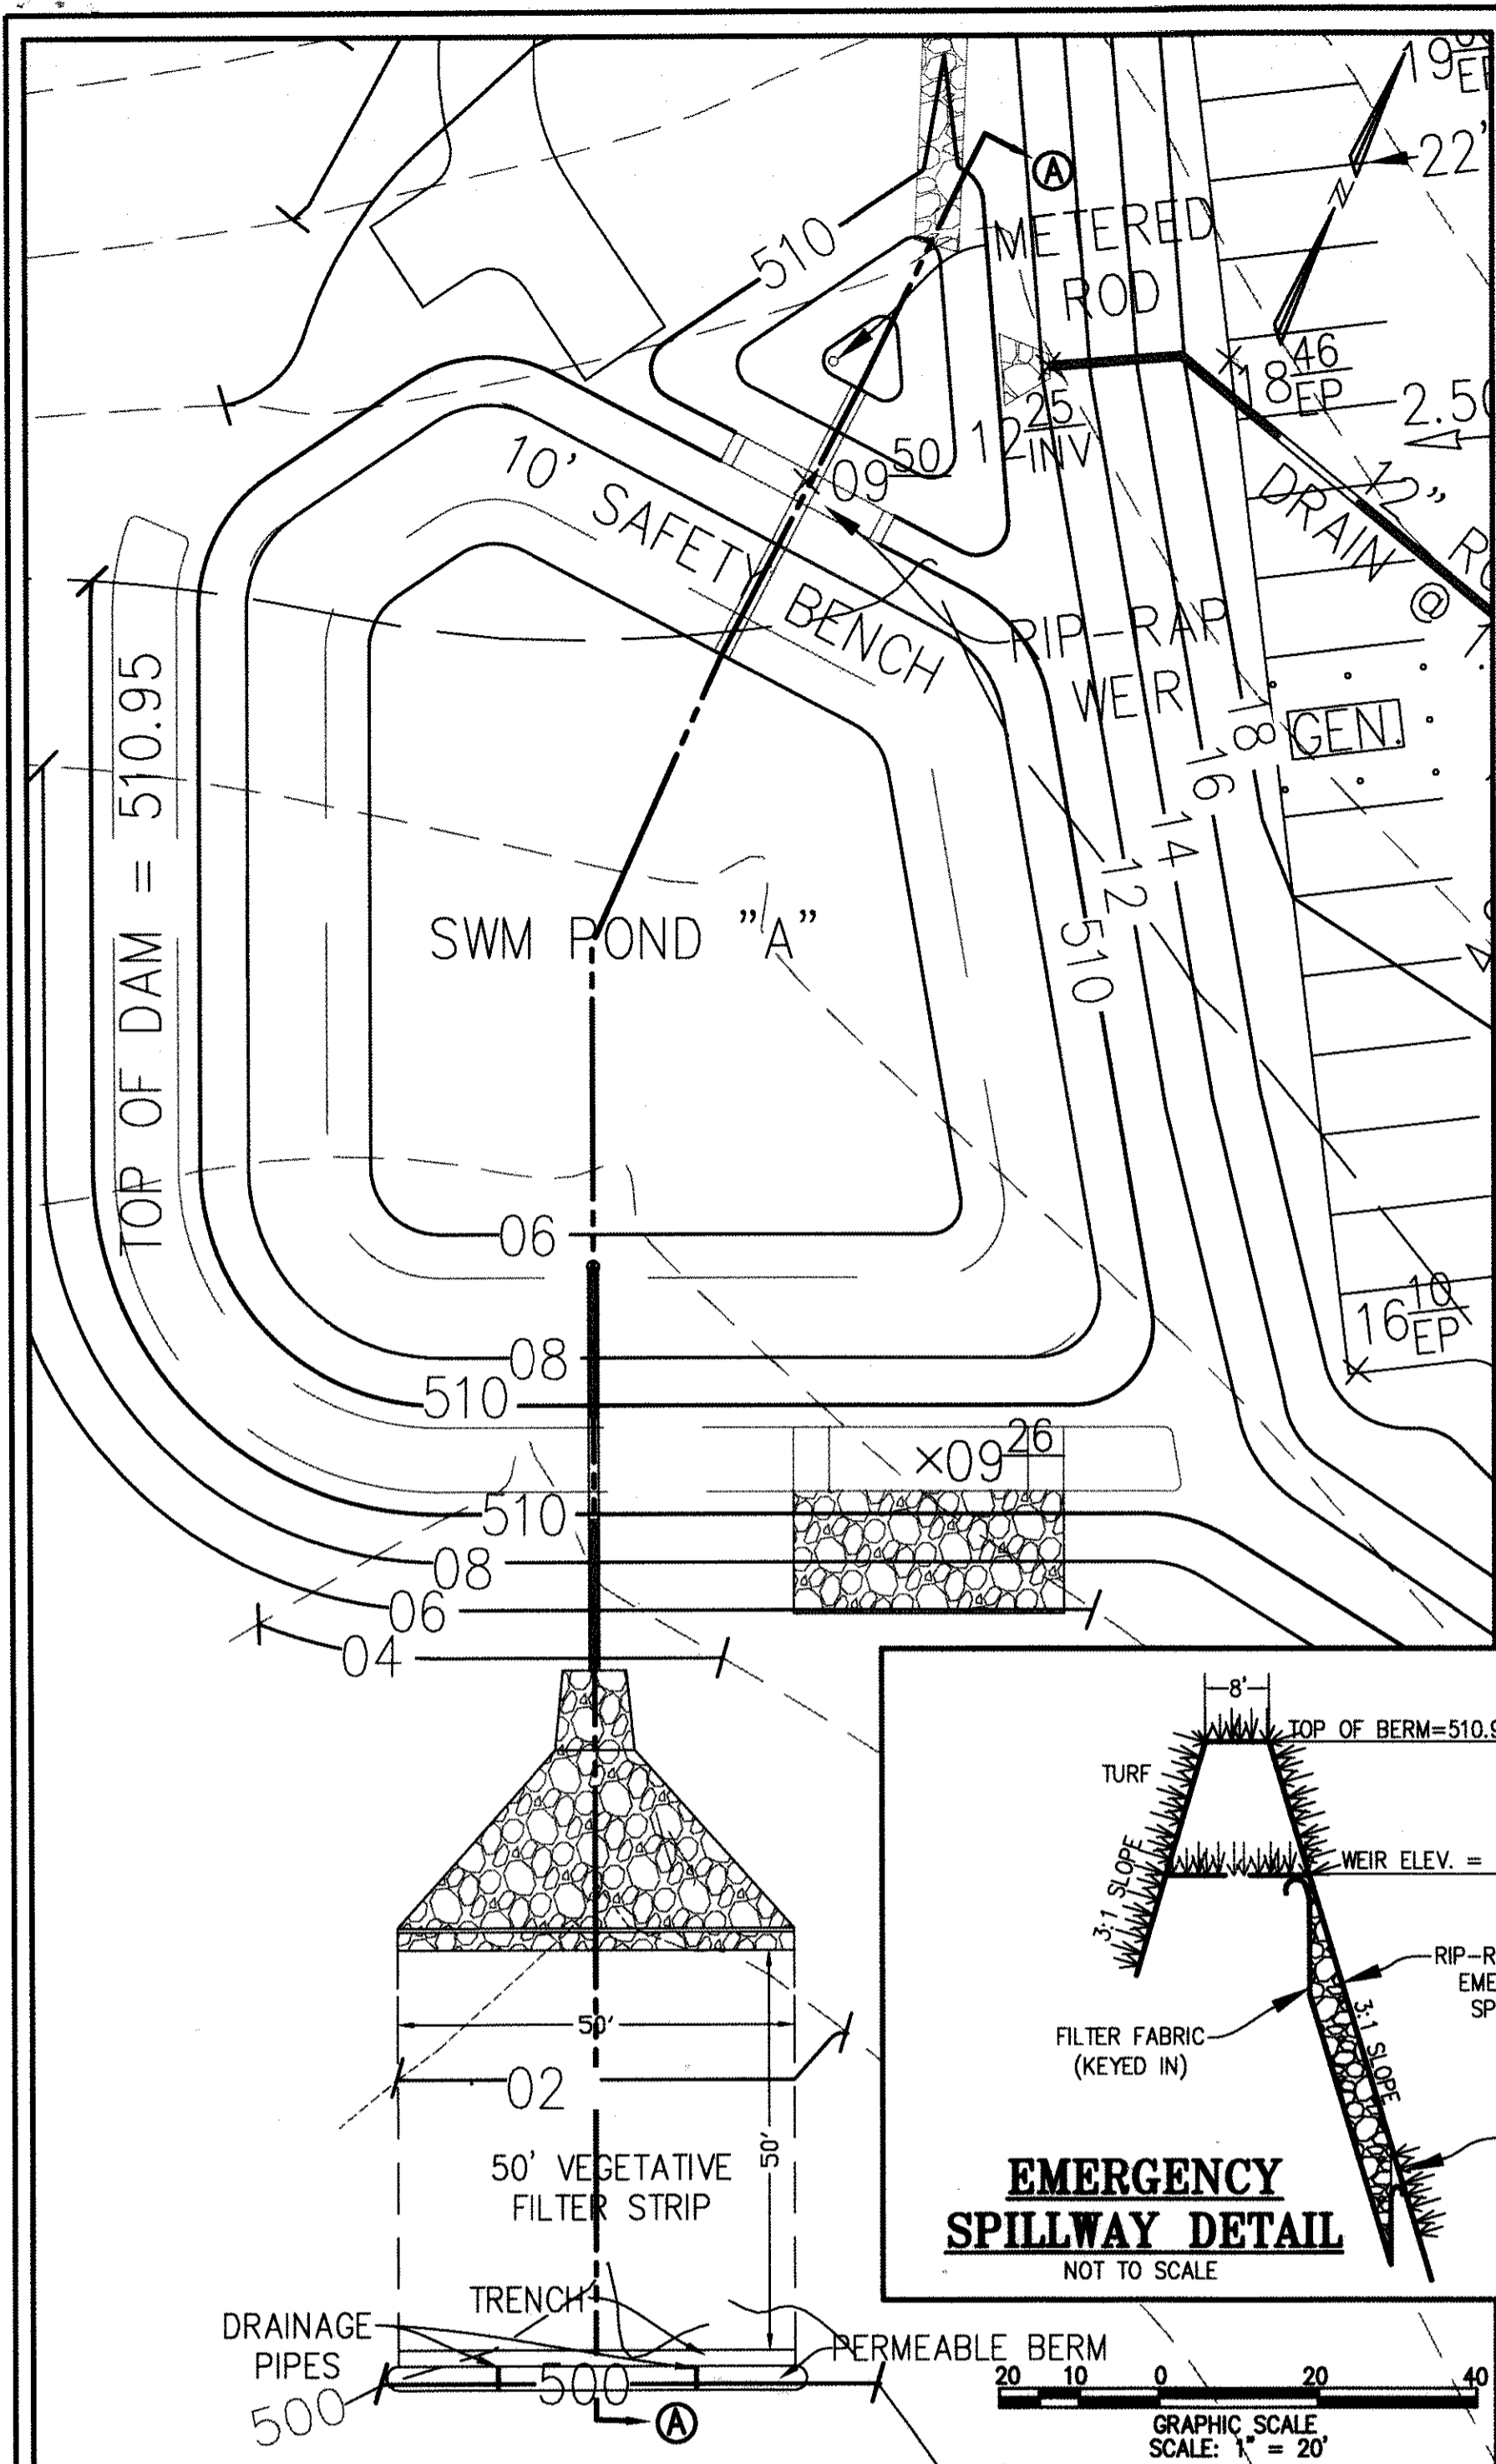 19
EP
22'
N
A
510
METERED
ROD
18 46
EP
2.50
09 50
12 25
INV
10' SAFETY BENCH
12"
DRAIN @
RIP-RAP
WEIR
GEN.
18
16
14
12
510
TOP OF DAM = 510.95
SWM POND "A"
06
16 10
EP
08
510
×09 26
510
08
06
04
8'
TOP OF BERM=510.9
TURF
3:1 SLOPE
WEIR ELEV. =
RIP-R
EME
SP
FILTER FABRIC
(KEYED IN)
3:1 SLOPE
EMERGENCY
SPILLWAY DETAIL
NOT TO SCALE
50'
02
50'
50' VEGETATIVE
FILTER STRIP
TRENCH
DRAINAGE
PIPES
PERMEABLE BERM
500
500
A
20 10 0 20 40
GRAPHIC SCALE
SCALE: 1" = 20'